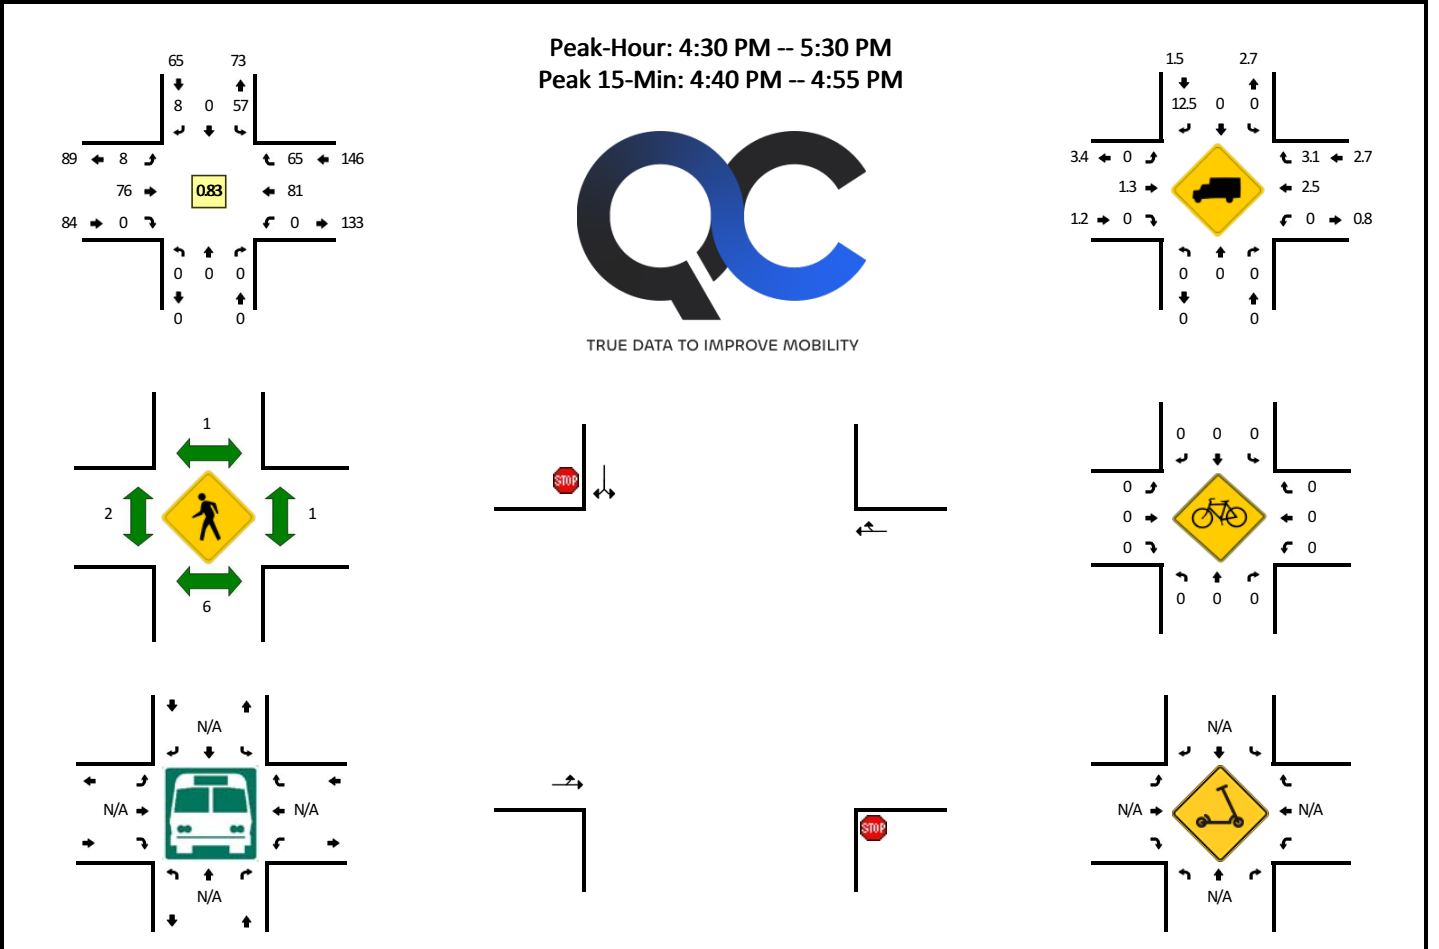 Peak-Hour: 4:30 PM -- 5:30 PM
Peak 15-Min: 4:40 PM -- 4:55 PM
65 73
8 0 57
89 8 65 146
76 0.83 81
84 0 0 133
0 0 0
0 0
QC
TRUE DATA TO IMPROVE MOBILITY
1.5 2.7
12.5 0 0
3.4 0 3.1 2.7
1.3 2.5
1.2 0 0 0.8
0 0 0
0 0
1
2 1
6
STOP
STOP
0 0 0
0 0
0 0
0 0
0 0 0
N/A
N/A N/A
N/A
N/A
N/A N/A
N/A